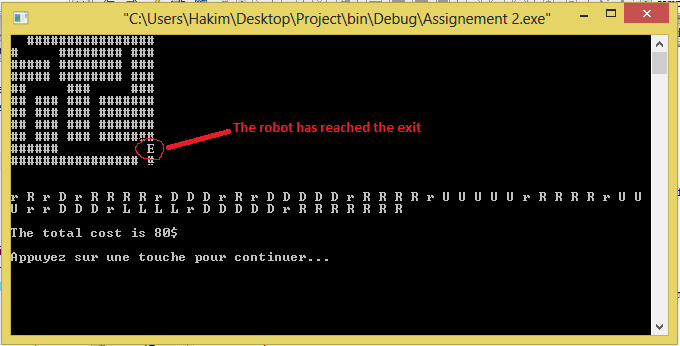 "C:\Users\Hakim\Desktop\Project\bin\Debug\Assignement 2.exe"
  ################
#     ######## ###
##### ######## ###
##### ######## ###
##     ###     ###
## ### ### #######
## ### ### #######
## ### ### #######
## ### ### #######
######           E
################ #
The robot has reached the exit
r R r D r R R R R r D D D r R r D D D D D r R R R R r U U U U U r R R R R r U U
U r r D D D r L L L L r D D D D D r R R R R R R R
The total cost is 80$
Appuyez sur une touche pour continuer...